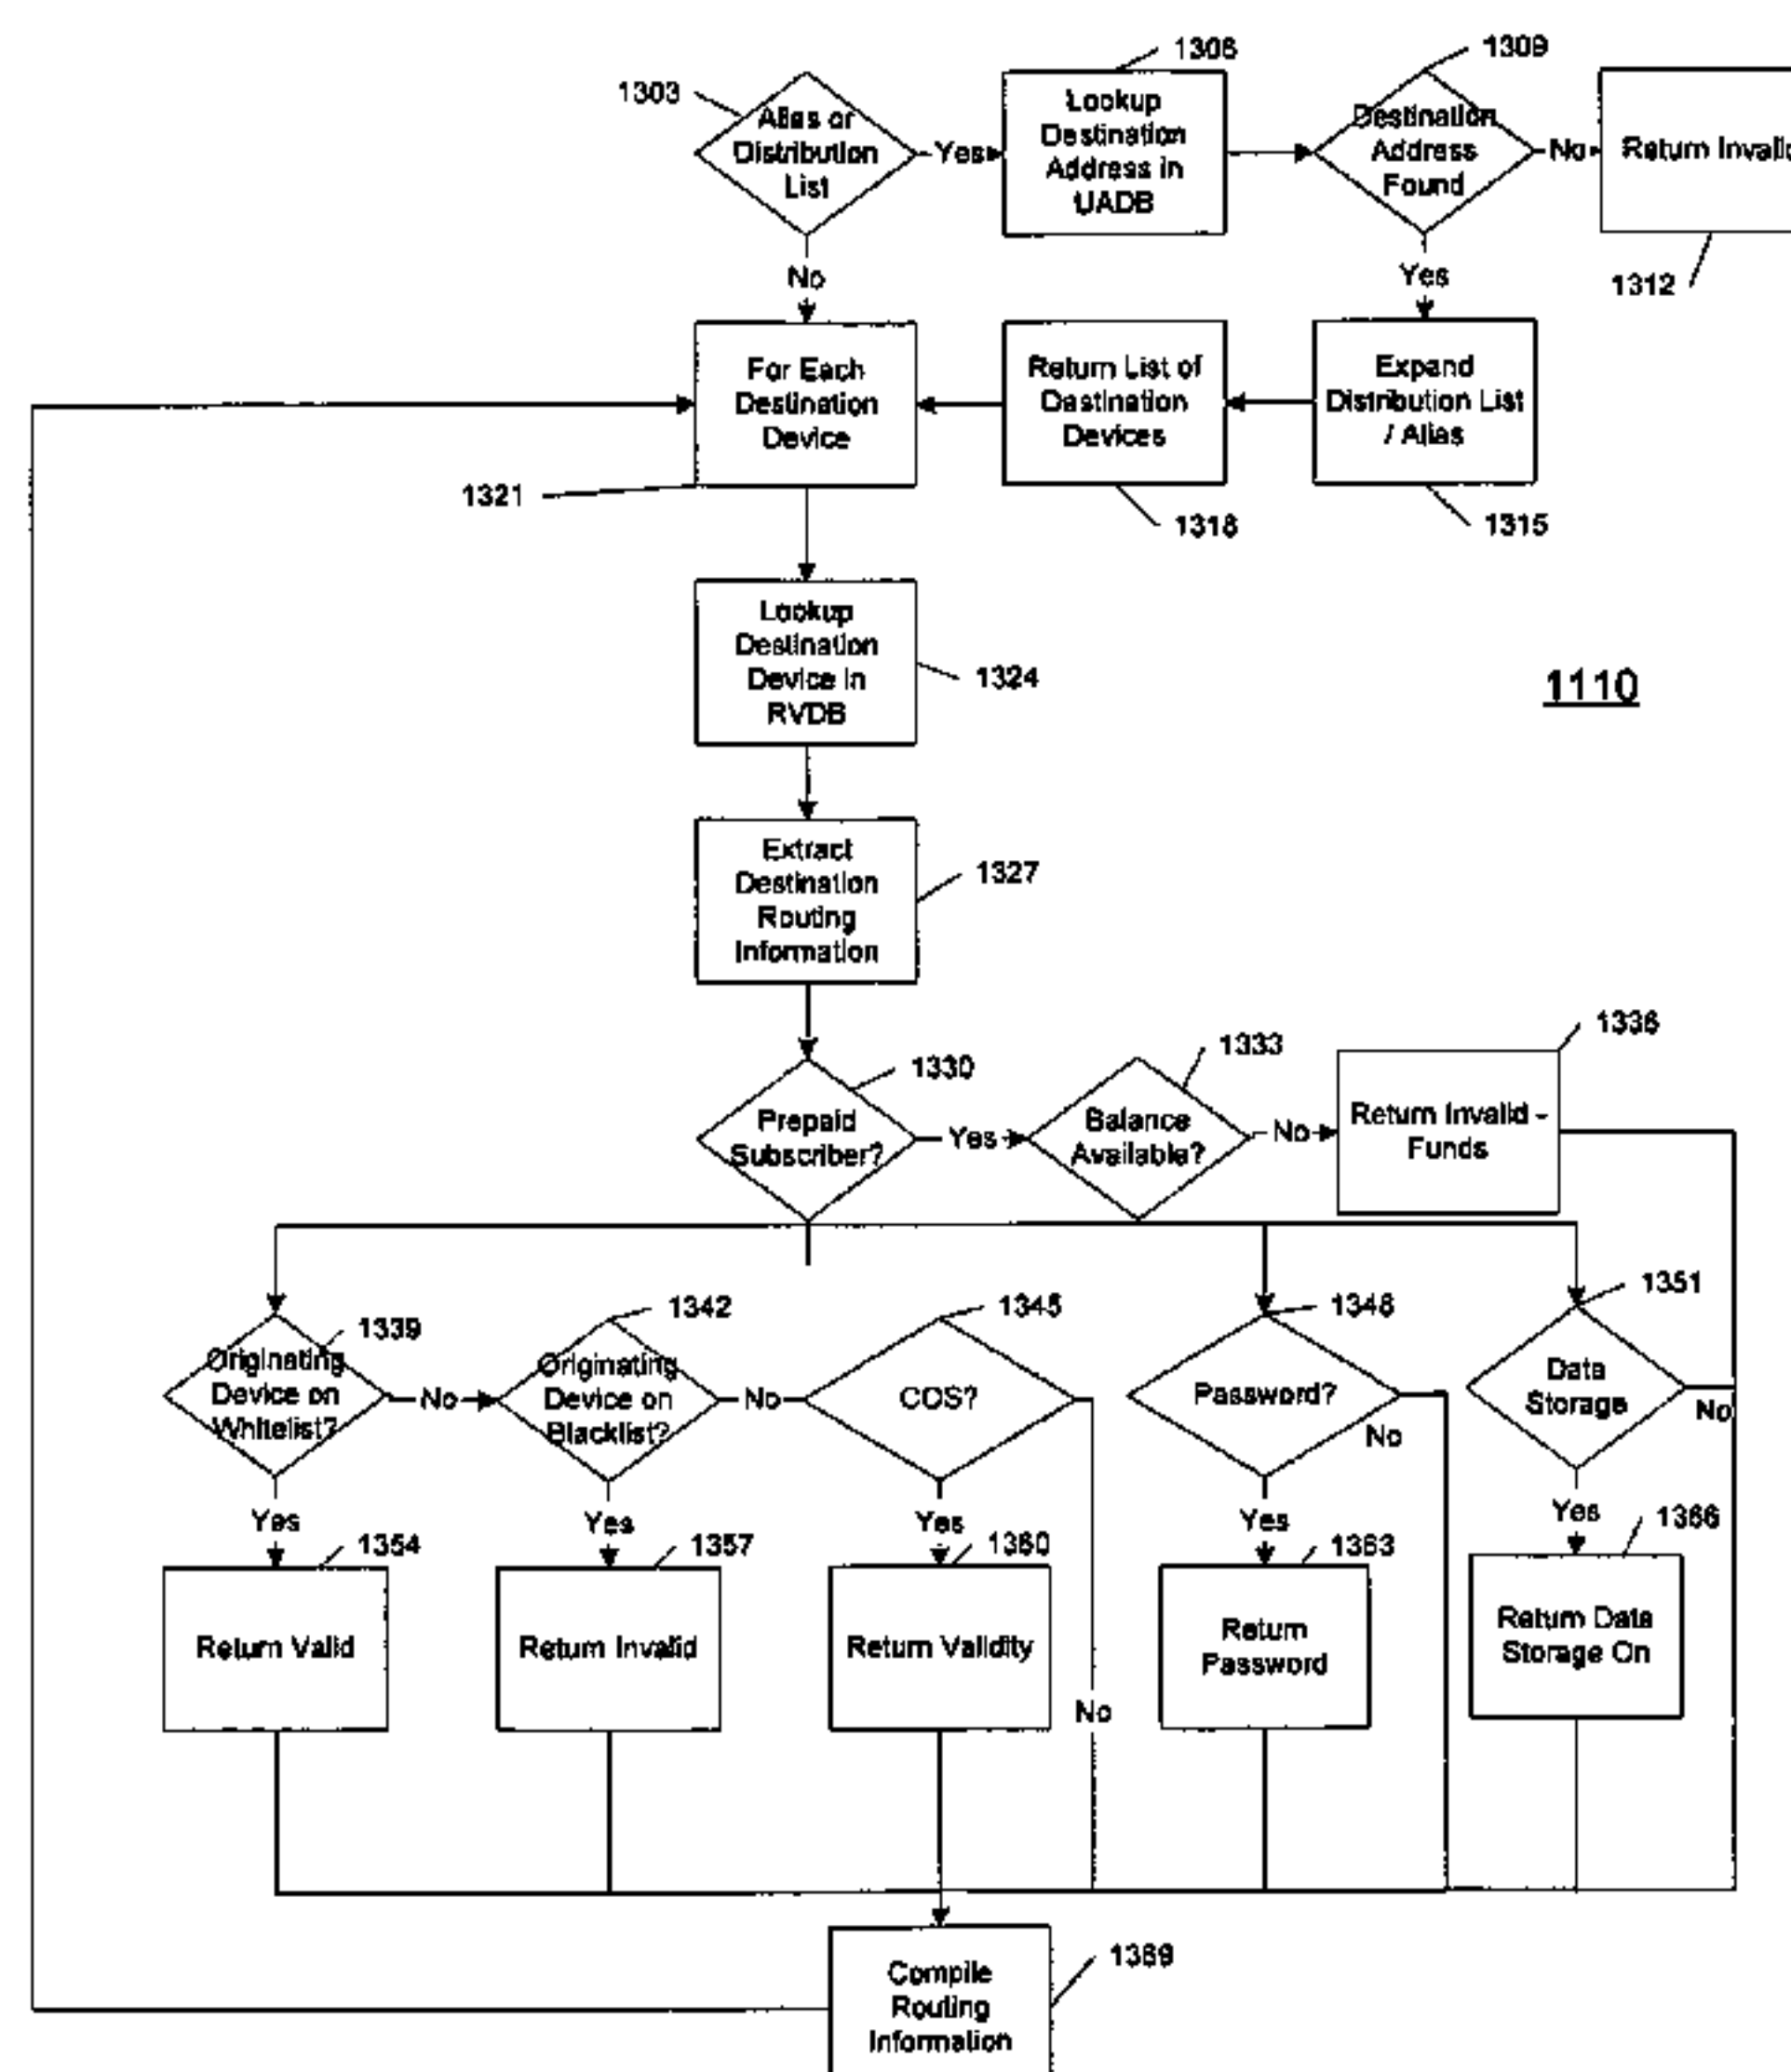 1306
1309
1303
Alias or
Distribution
List
Yes
Lookup
Destination
Address in
UADB
Destination
Address
Found
No
Return Invalid
No
Yes
1312
For Each
Destination
Device
Return List of
Destination
Devices
Expand
Distribution List
/ Alias
1321
1318
1315
Lookup
Destination
Device in
RVDB
1324
1110
Extract
Destination
Routing
Information
1327
1330
1333
1336
Prepaid
Subscriber?
Yes
Balance
Available?
No
Return Invalid -
Funds
1339
1342
1345
1348
1351
Originating
Device on
Whitelist?
No
Originating
Device on
Blacklist?
No
COS?
Password?
No
Data
Storage
No
Yes
Yes
Yes
Yes
Yes
1354
1357
1360
1363
1366
Return Valid
Return Invalid
Return Validity
Return
Password
Return Data
Storage On
No
Compile
Routing
Information
1369